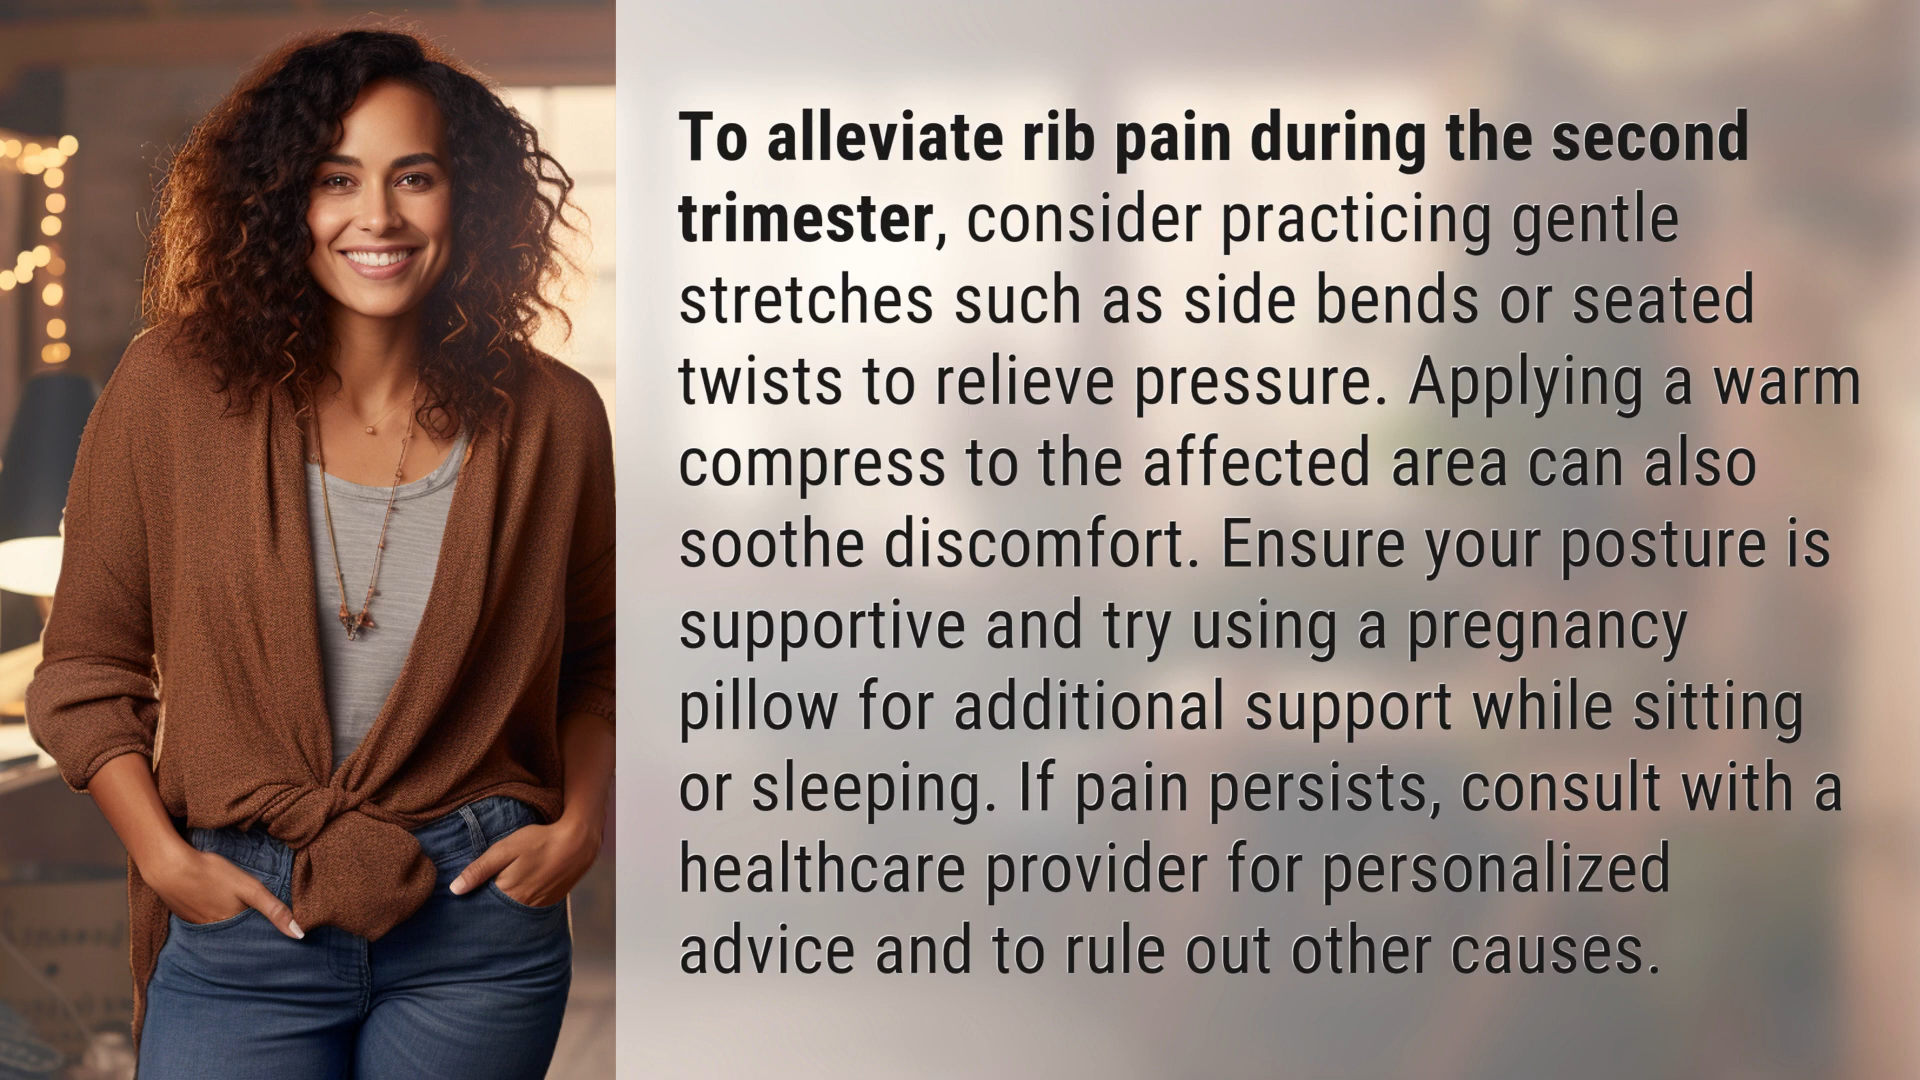 To alleviate rib pain during the second
trimester, consider practicing gentle
stretches such as side bends or seated
twists to relieve pressure. Applying a warm
compress to the affected area can also
soothe discomfort. Ensure your posture is
supportive and try using a pregnancy
pillow for additional support while sitting
or sleeping. If pain persists, consult with a
healthcare provider for personalized
advice and to rule out other causes.